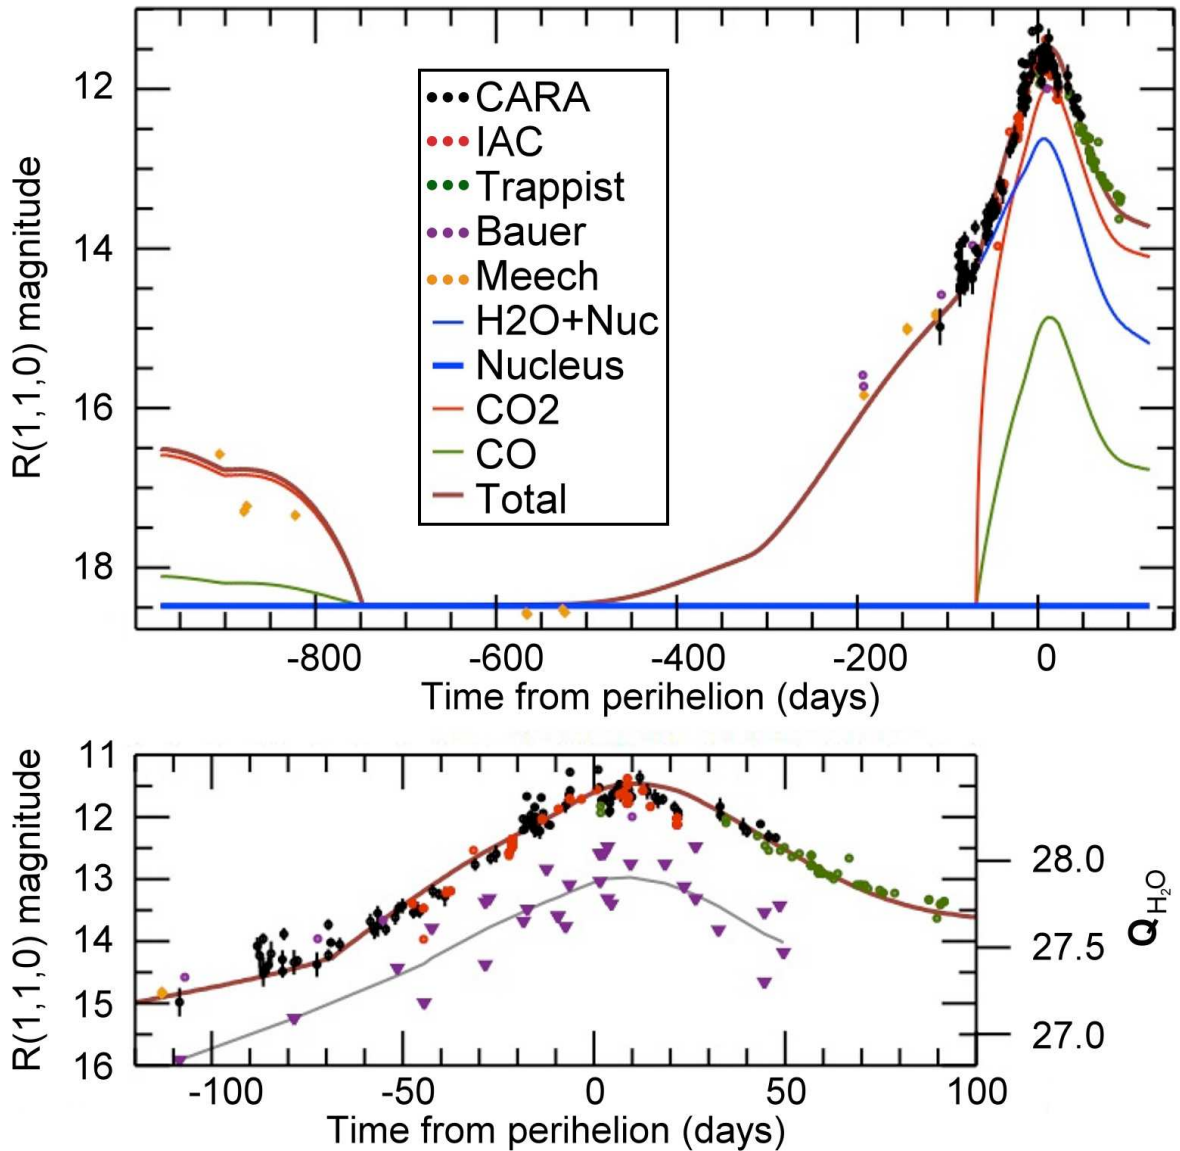 12
14
16
18
R(1,1,0) magnitude
CARA
IAC
Trappist
Bauer
Meech
H2O+Nuc
Nucleus
CO2
CO
Total
-800 -600 -400 -200 0
Time from perihelion (days)
11
12
13
14
15
16
R(1,1,0) magnitude
28.0
27.5
27.0
Q H2O
-100 -50 0 50 100
Time from perihelion (days)